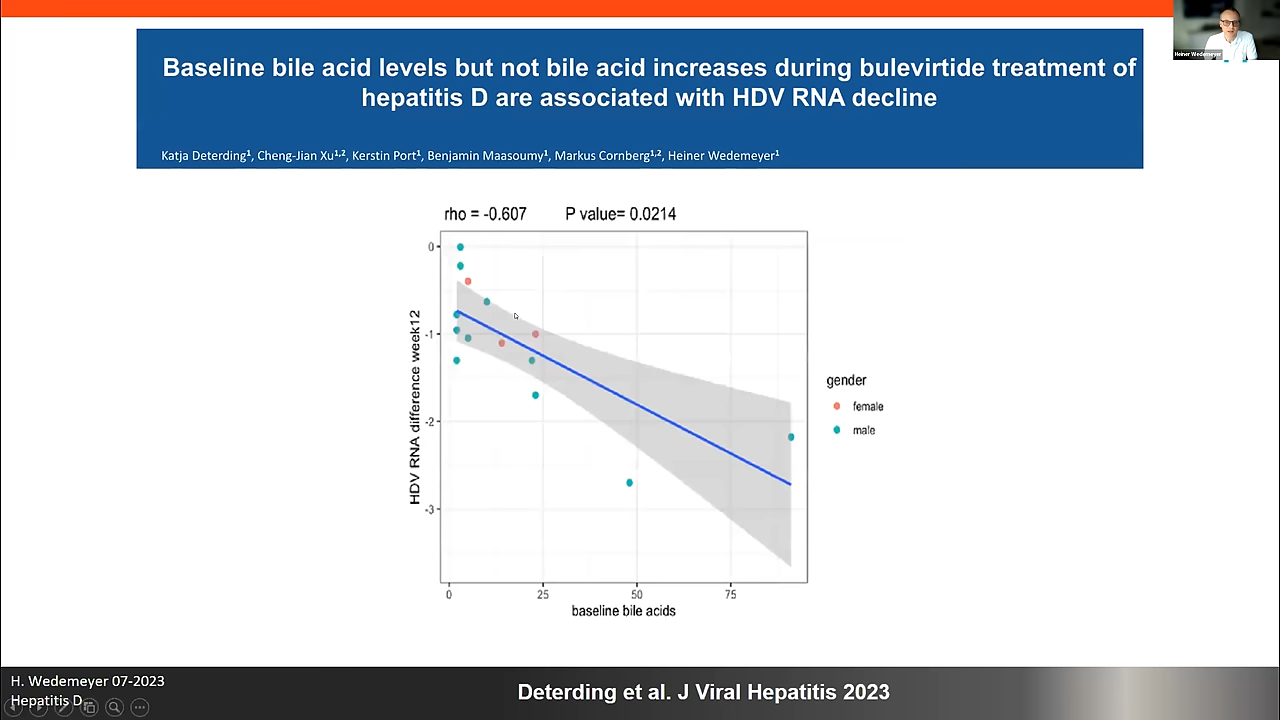 Heiner Wedemeyer
Baseline bile acid levels but not bile acid increases during bulevirtide treatment of
hepatitis D are associated with HDV RNA decline
Katja Deterding¹, Cheng-Jian Xu¹,², Kerstin Port¹, Benjamin Maasoumy¹, Markus Cornberg¹,², Heiner Wedemeyer¹
rho = -0.607 P value= 0.0214
HDV RNA difference week12
0
-1
-2
-3
0 25 50 75
baseline bile acids
gender
female
male
H. Wedemeyer 07-2023
Hepatitis D
Deterding et al. J Viral Hepatitis 2023